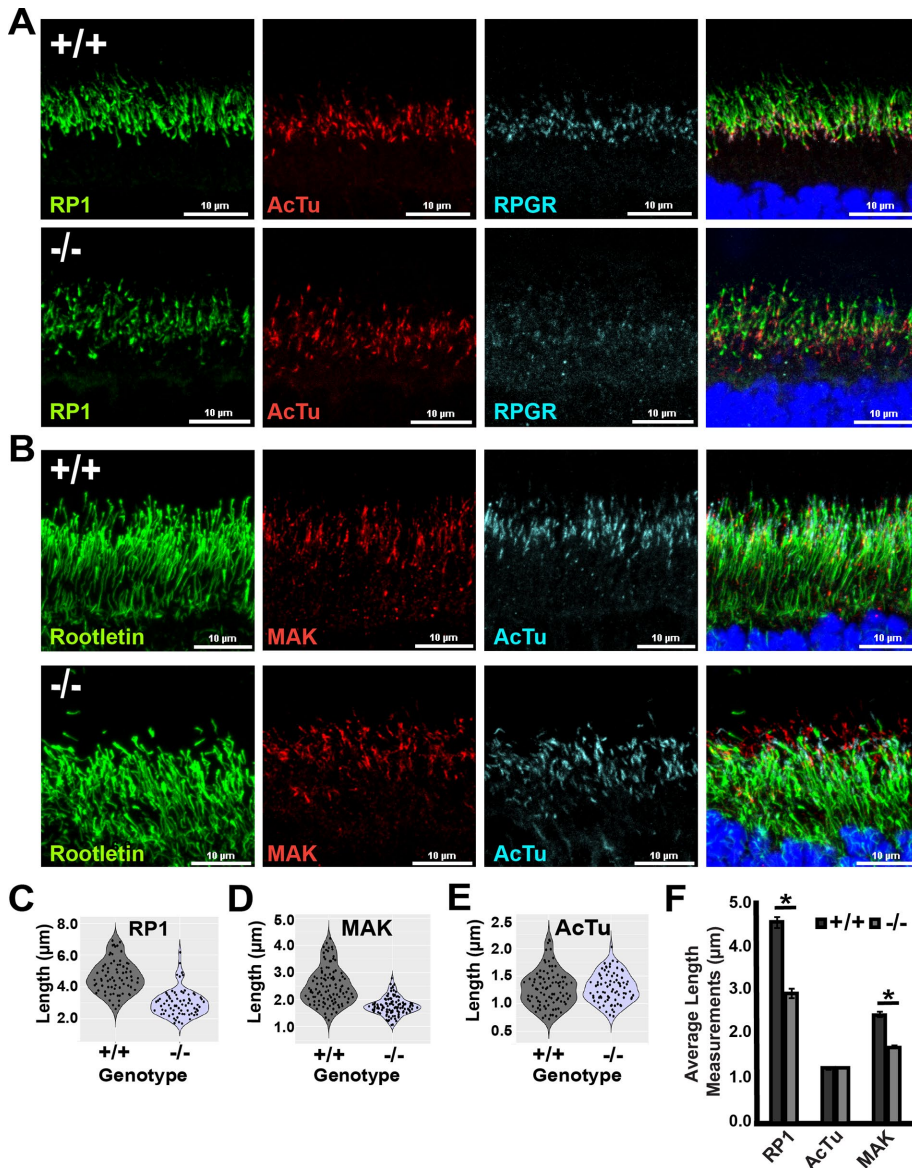 A
+/+
RP1
10 µm
AcTu
10 µm
RPGR
10 µm
10 µm
-/-
RP1
10 µm
AcTu
10 µm
RPGR
10 µm
10 µm
B
+/+
Rootletin
10 µm
MAK
10 µm
AcTu
10 µm
10 µm
-/-
Rootletin
10 µm
MAK
10 µm
AcTu
10 µm
10 µm
C
RP1
Length (µm)
8.0
6.0
4.0
2.0
+/+ -/-
Genotype
D
MAK
Length (µm)
5.0
4.0
3.0
2.0
1.0
+/+ -/-
Genotype
E
AcTu
Length (µm)
2.5
2.0
1.5
1.0
0.5
+/+ -/-
Genotype
F
Average Length
Measurements (µm)
5.0
4.0
3.0
2.0
1.0
0.0
* +/+ -/-
*
RP1 AcTu MAK